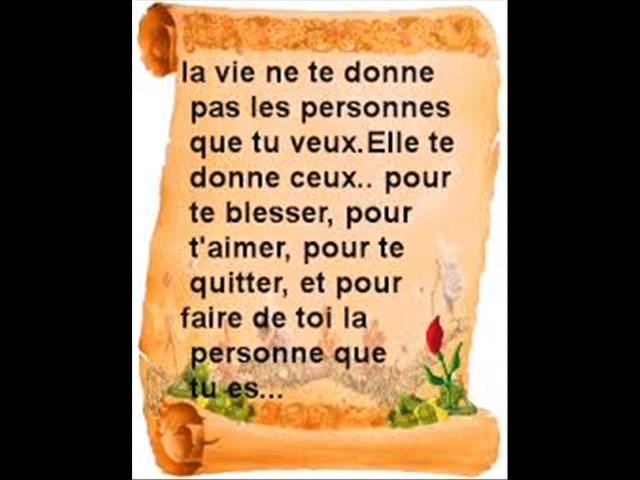 la vie ne te donne
pas les personnes
que tu veux.Elle te
donne ceux.. pour
te blesser, pour
t'aimer, pour te
quitter, et pour
faire de toi la
personne que
tu es...